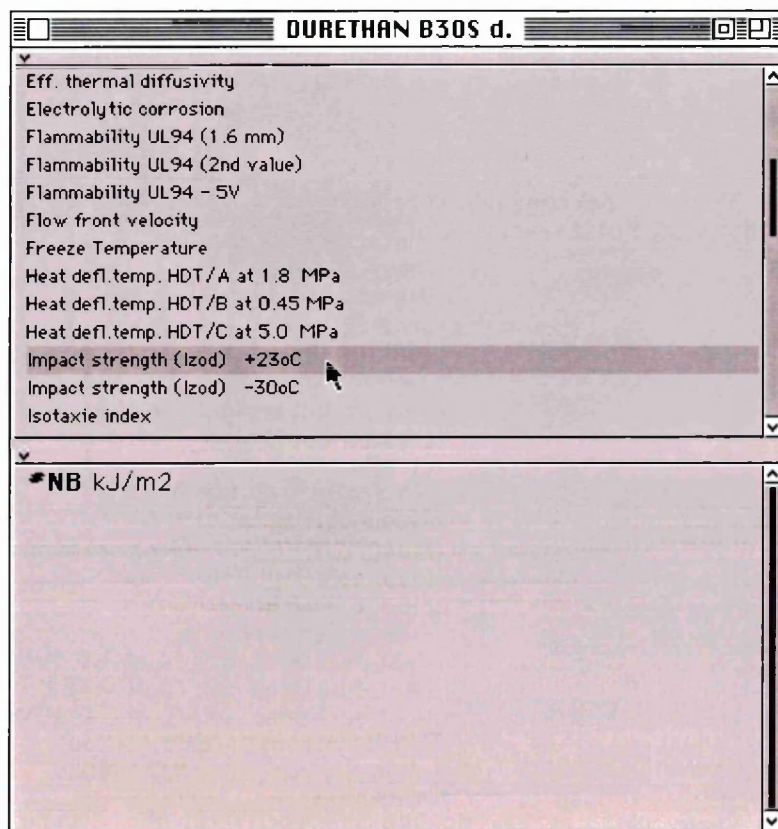 DURETHAN B30S d.
Eff. thermal diffusivity
Electrolytic corrosion
Flammability UL94 (1.6 mm)
Flammability UL94 (2nd value)
Flammability UL94 - 5V
Flow front velocity
Freeze Temperature
Heat defl.temp. HDT/A at 1.8 MPa
Heat defl.temp. HDT/B at 0.45 MPa
Heat defl.temp. HDT/C at 5.0 MPa
Impact strength (Izod) +23oC
Impact strength (Izod) -30oC
Isotaxie index
*NB kJ/m2